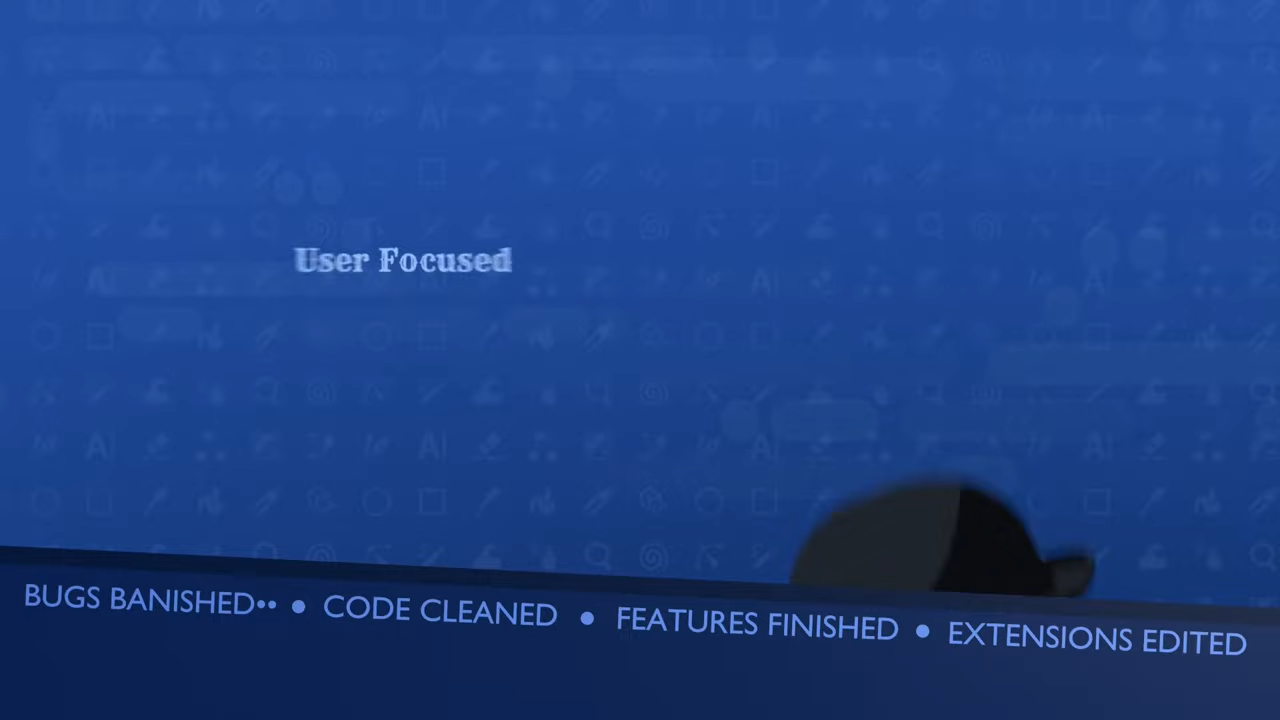 User Focused
BUGS BANISHED•• ● CODE CLEANED ● FEATURES FINISHED ● EXTENSIONS EDITED